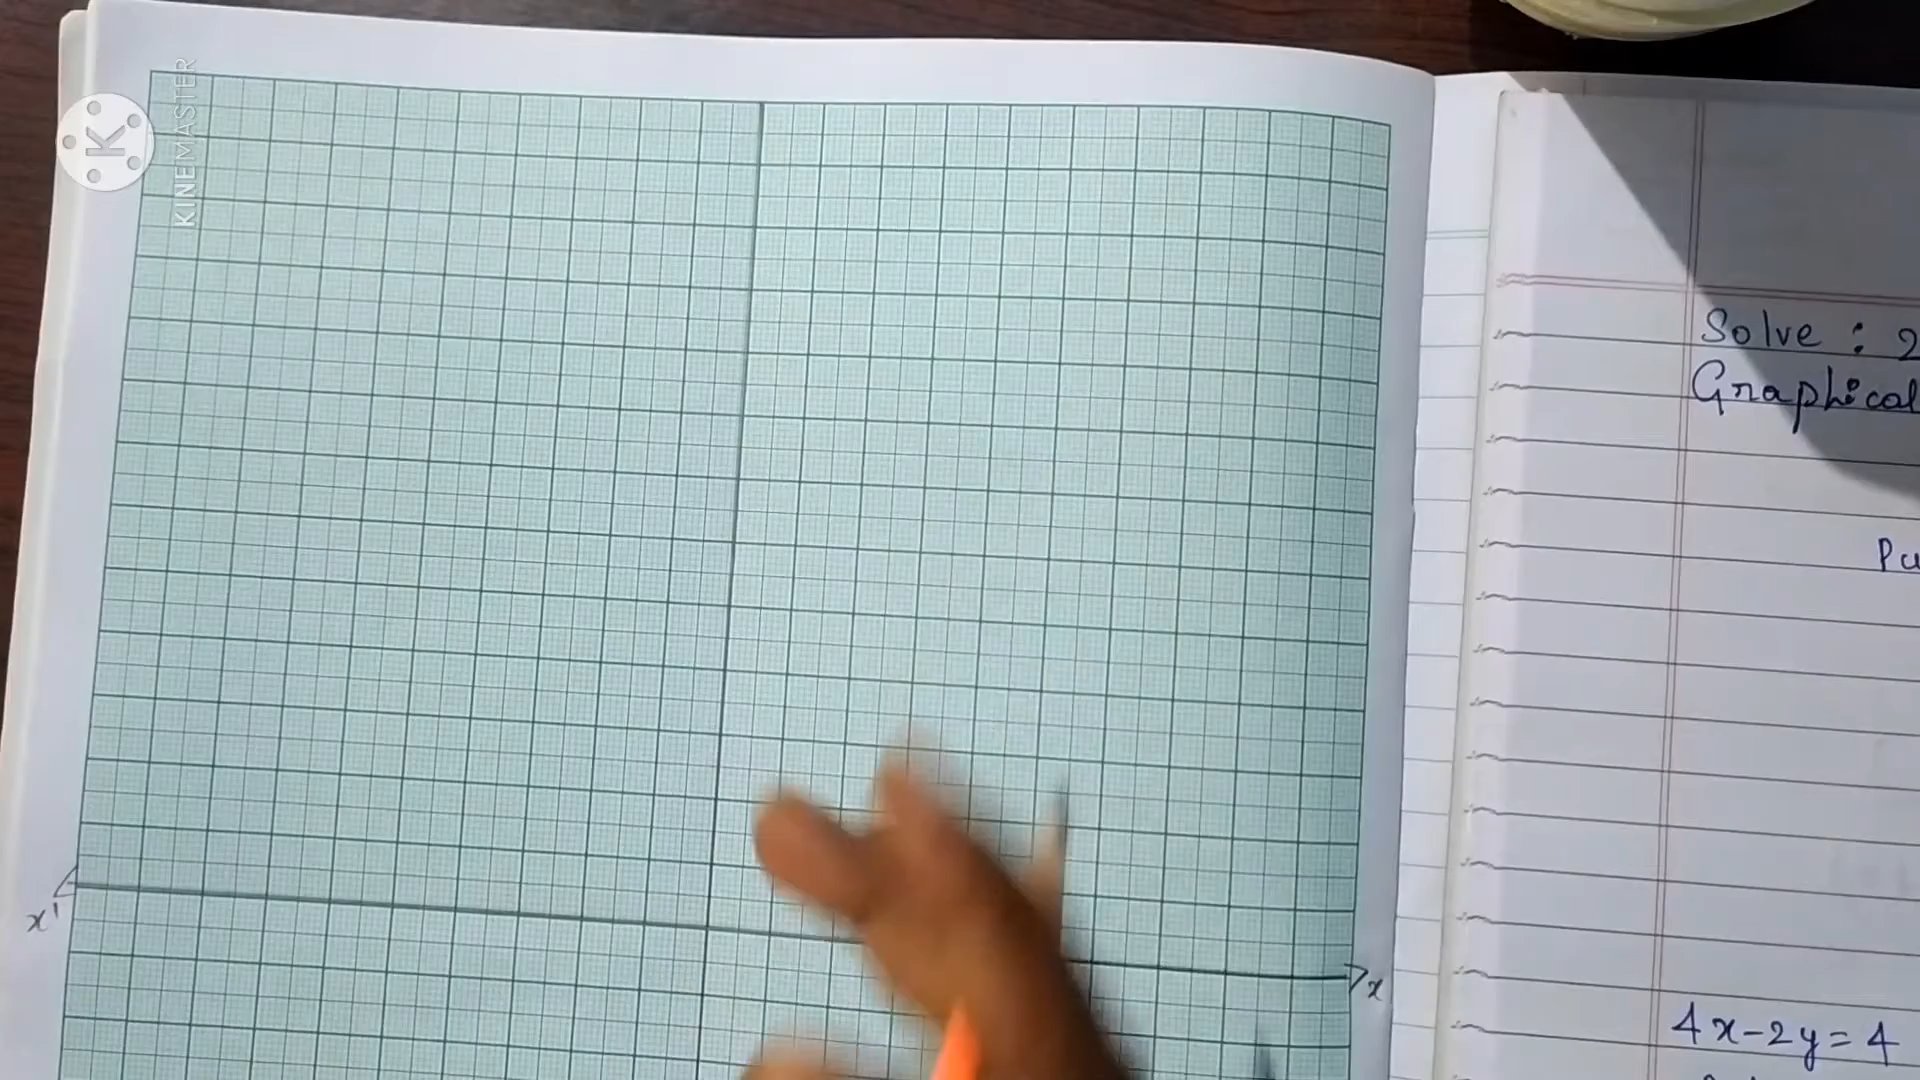 KINEMASTER
x'
x
Solve : 2
Graphical
Pu
4x-2y=4